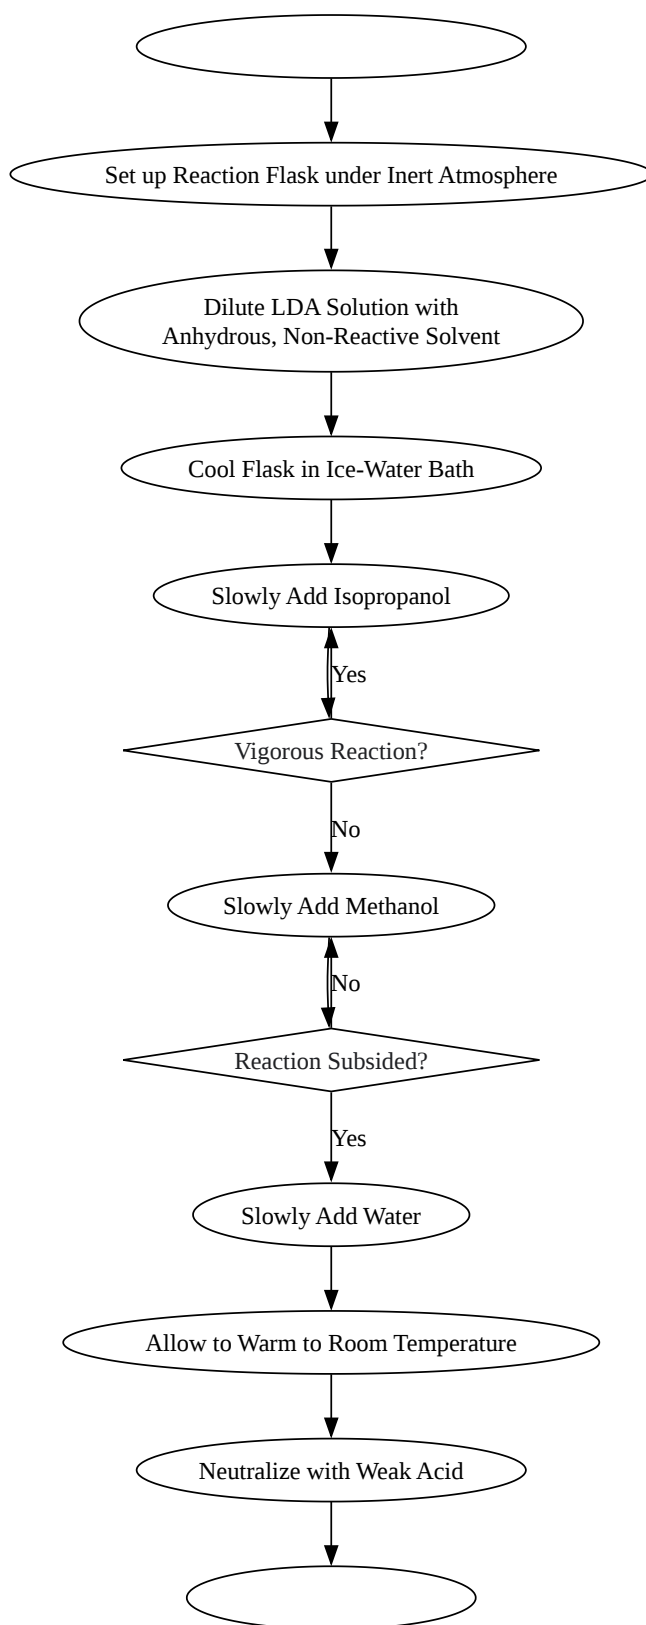 Set up Reaction Flask under Inert Atmosphere
Dilute LDA Solution with
Anhydrous, Non-Reactive Solvent
Cool Flask in Ice-Water Bath
Slowly Add Isopropanol
Yes
Vigorous Reaction?
No
Slowly Add Methanol
No
Reaction Subsided?
Yes
Slowly Add Water
Allow to Warm to Room Temperature
Neutralize with Weak Acid